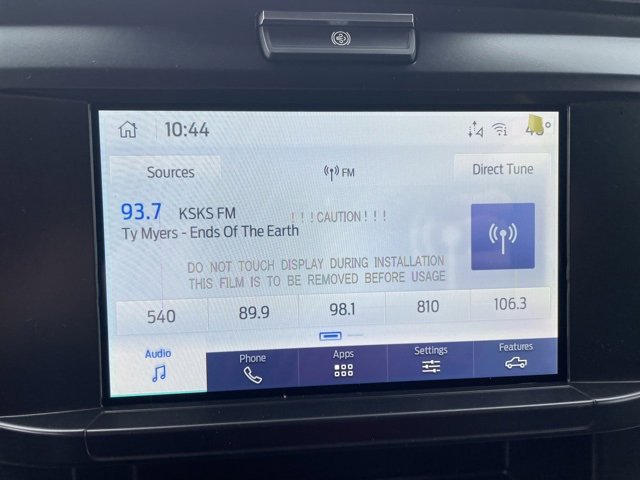 10:44
Sources
FM
Direct Tune
93.7 KSKS FM
!!!CAUTION!!!
Ty Myers - Ends Of The Earth
DO NOT TOUCH DISPLAY DURING INSTALLATION
THIS FILM IS TO BE REMOVED BEFORE USAGE
540 89.9 98.1 810 106.3
Audio Phone Apps Settings Features